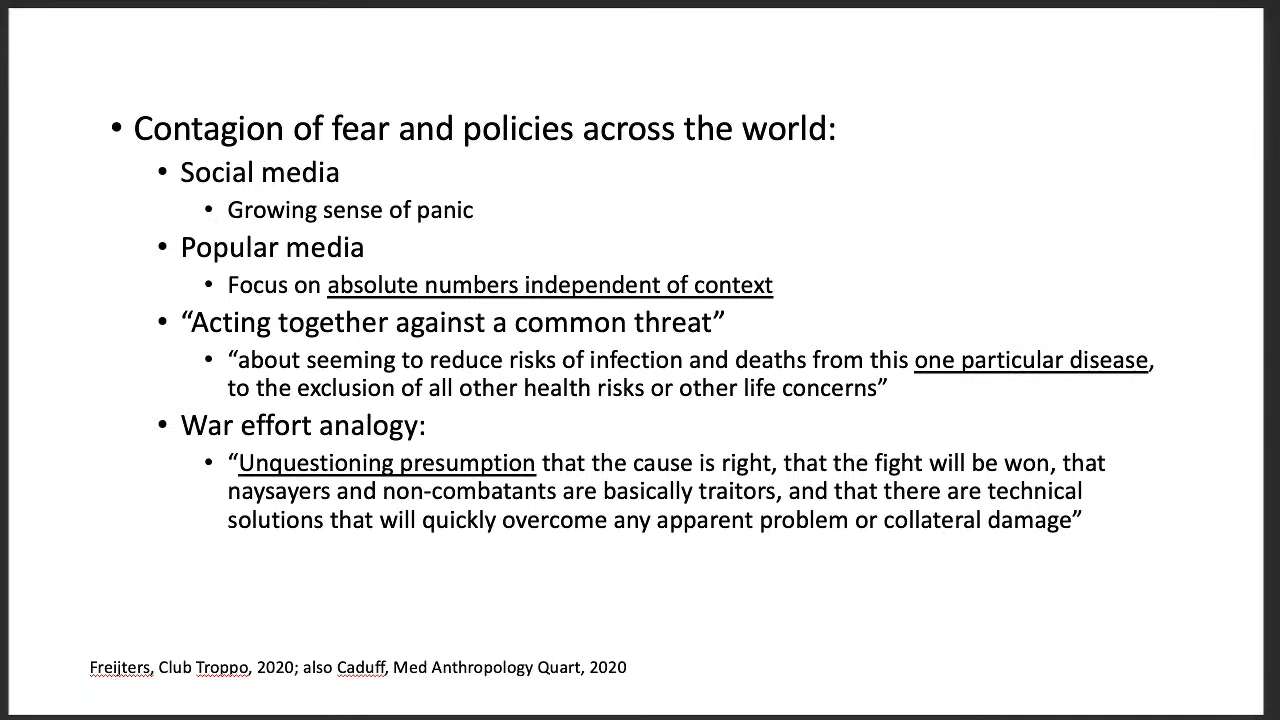 • Contagion of fear and policies across the world:
• Social media
• Growing sense of panic
• Popular media
• Focus on absolute numbers independent of context
• “Acting together against a common threat”
• “about seeming to reduce risks of infection and deaths from this one particular disease,
to the exclusion of all other health risks or other life concerns”
• War effort analogy:
• “Unquestioning presumption that the cause is right, that the fight will be won, that
naysayers and non-combatants are basically traitors, and that there are technical
solutions that will quickly overcome any apparent problem or collateral damage”
Freijters, Club Troppo, 2020; also Caduff, Med Anthropology Quart, 2020